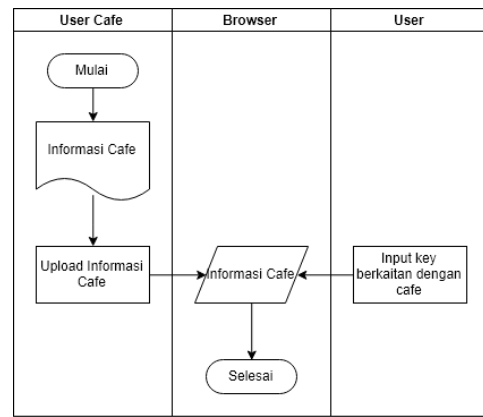 User Cafe
Browser
User
Mulai
Informasi Cafe
Upload Informasi
Cafe
Informasi Cafe
Input key
berkaitan dengan
cafe
Selesai